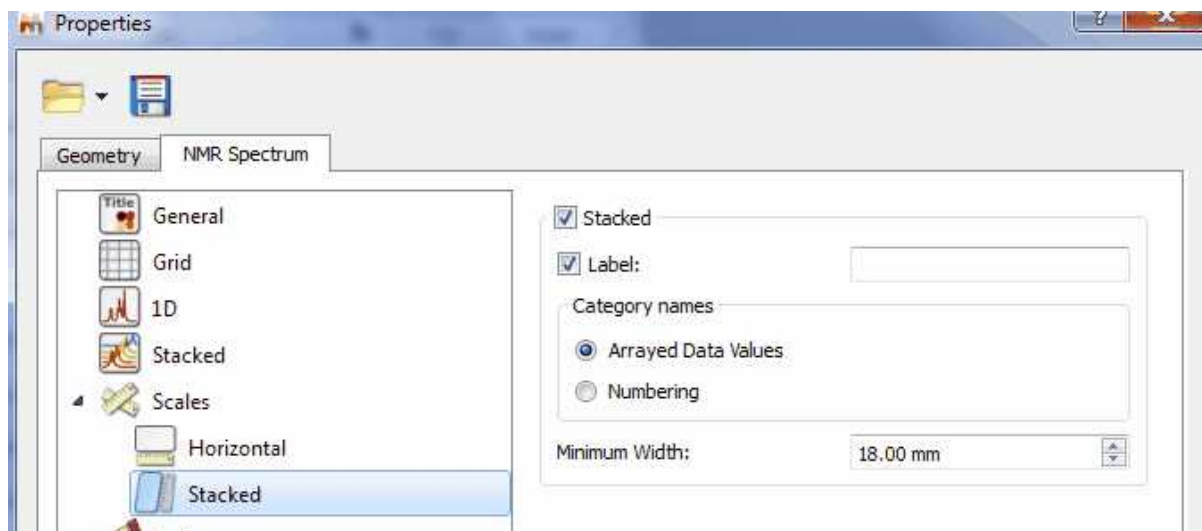 Properties
?
Geometry
NMR Spectrum
Title
General
Grid
1D
Stacked
Scales
Horizontal
Stacked
Stacked
Label:
Category names
Arrayed Data Values
Numbering
Minimum Width:
18.00 mm